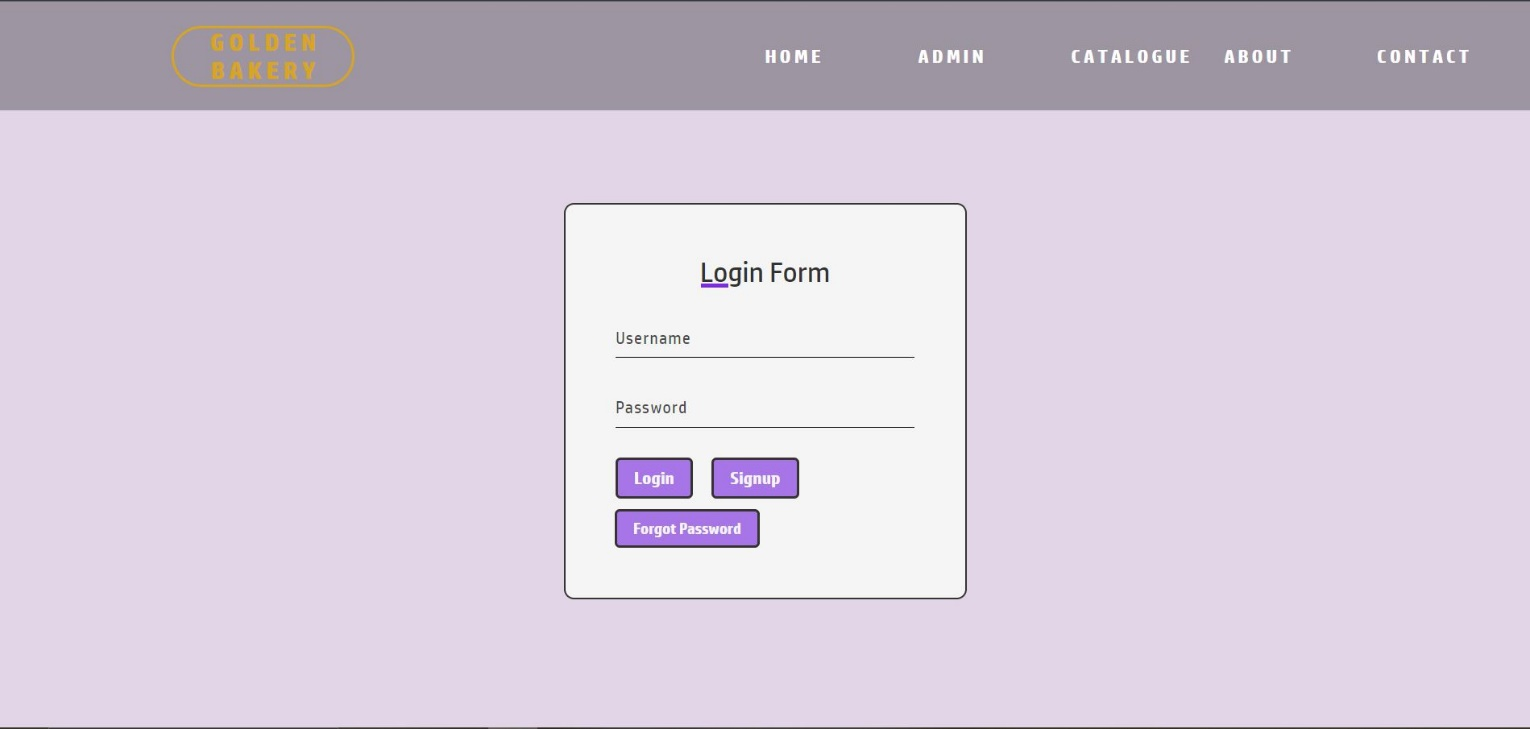 GOLDEN
BAKERY
HOME ADMIN CATALOGUE ABOUT CONTACT
Login Form
Username
Password
Login Signup
Forgot Password